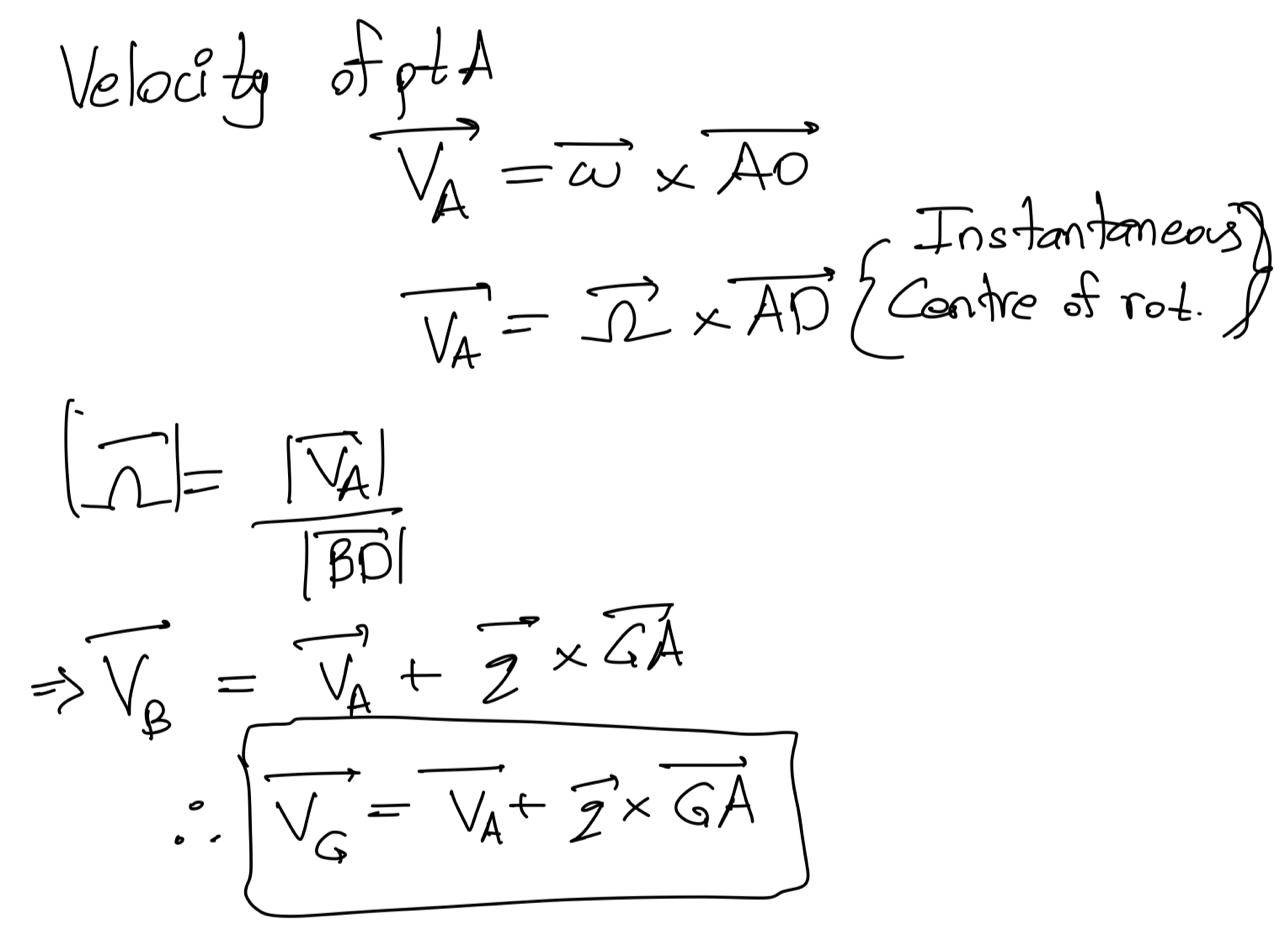 Velocity of pt A
$\overrightarrow{V_A} = \overrightarrow{\omega} \times \overrightarrow{AO}$
$\overrightarrow{V_A} = \overrightarrow{\Omega} \times \overrightarrow{AD}$ { Instantaneous
Centre of rot. }
$|\overrightarrow{\Omega}| = \frac{|\overrightarrow{V_A}|}{|\overrightarrow{BD}|}$
$\Rightarrow \overrightarrow{V_B} = \overrightarrow{V_A} + \overrightarrow{2} \times \overrightarrow{GA}$
$\therefore \overrightarrow{V_G} = \overrightarrow{V_A} + \overrightarrow{2} \times \overrightarrow{GA}$